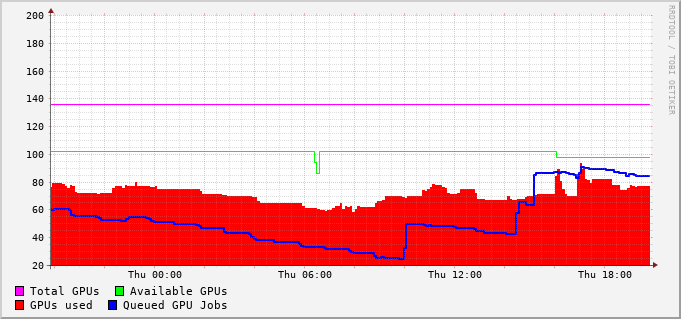 200
180
160
140
120
100
80
60
40
20
Thu 00:00 Thu 06:00 Thu 12:00 Thu 18:00
Total GPUs Available GPUs
GPUs used Queued GPU Jobs
RRDTOOL / TOBI OETIKER